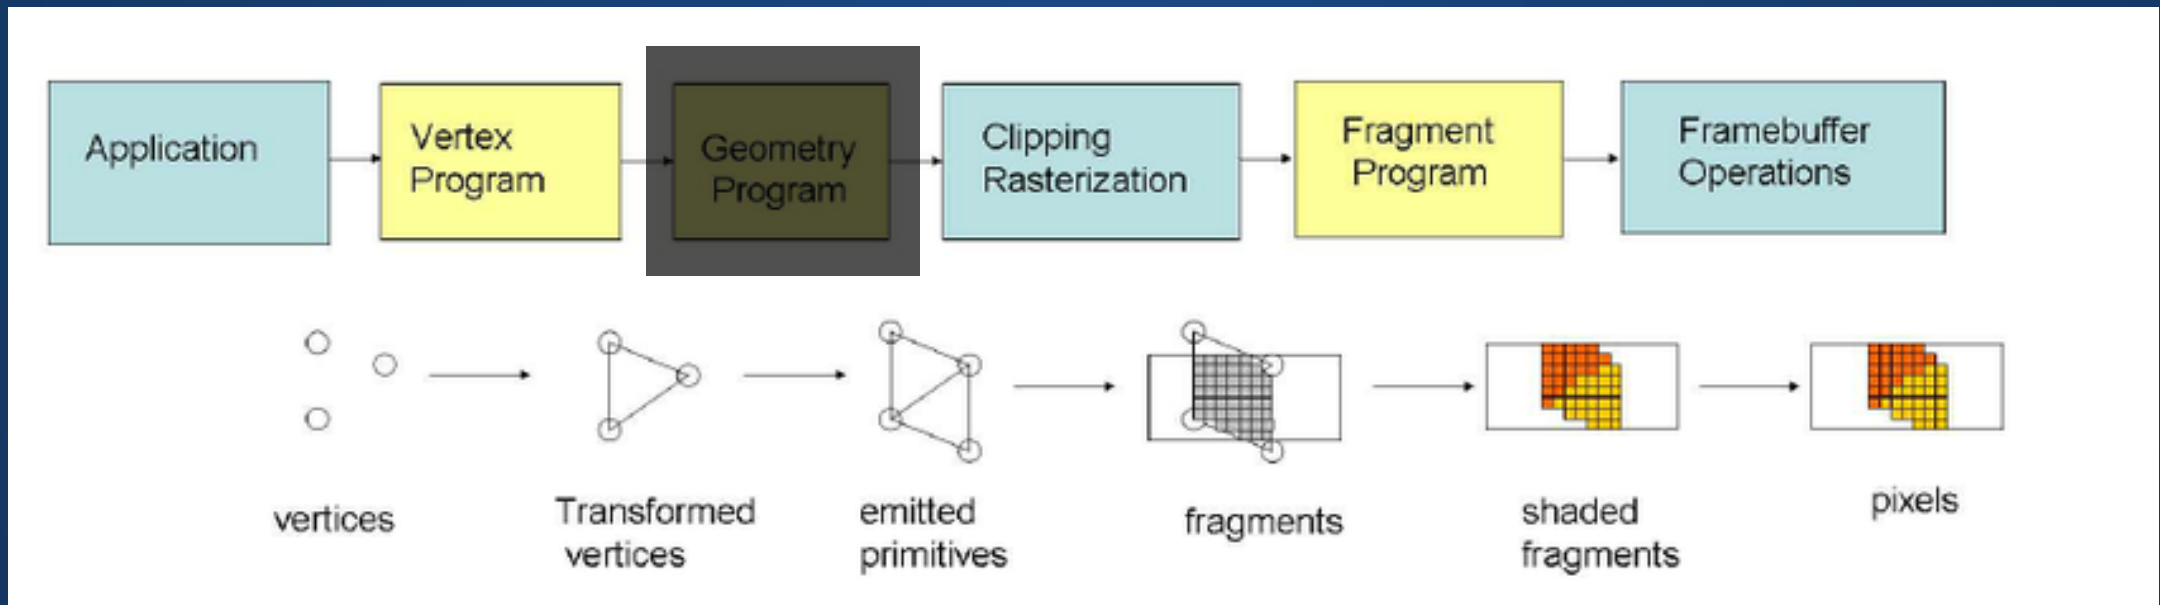 Application
Vertex
Program
Geometry
Program
Clipping
Rasterization
Fragment
Program
Framebuffer
Operations
vertices
Transformed
vertices
emitted
primitives
fragments
shaded
fragments
pixels